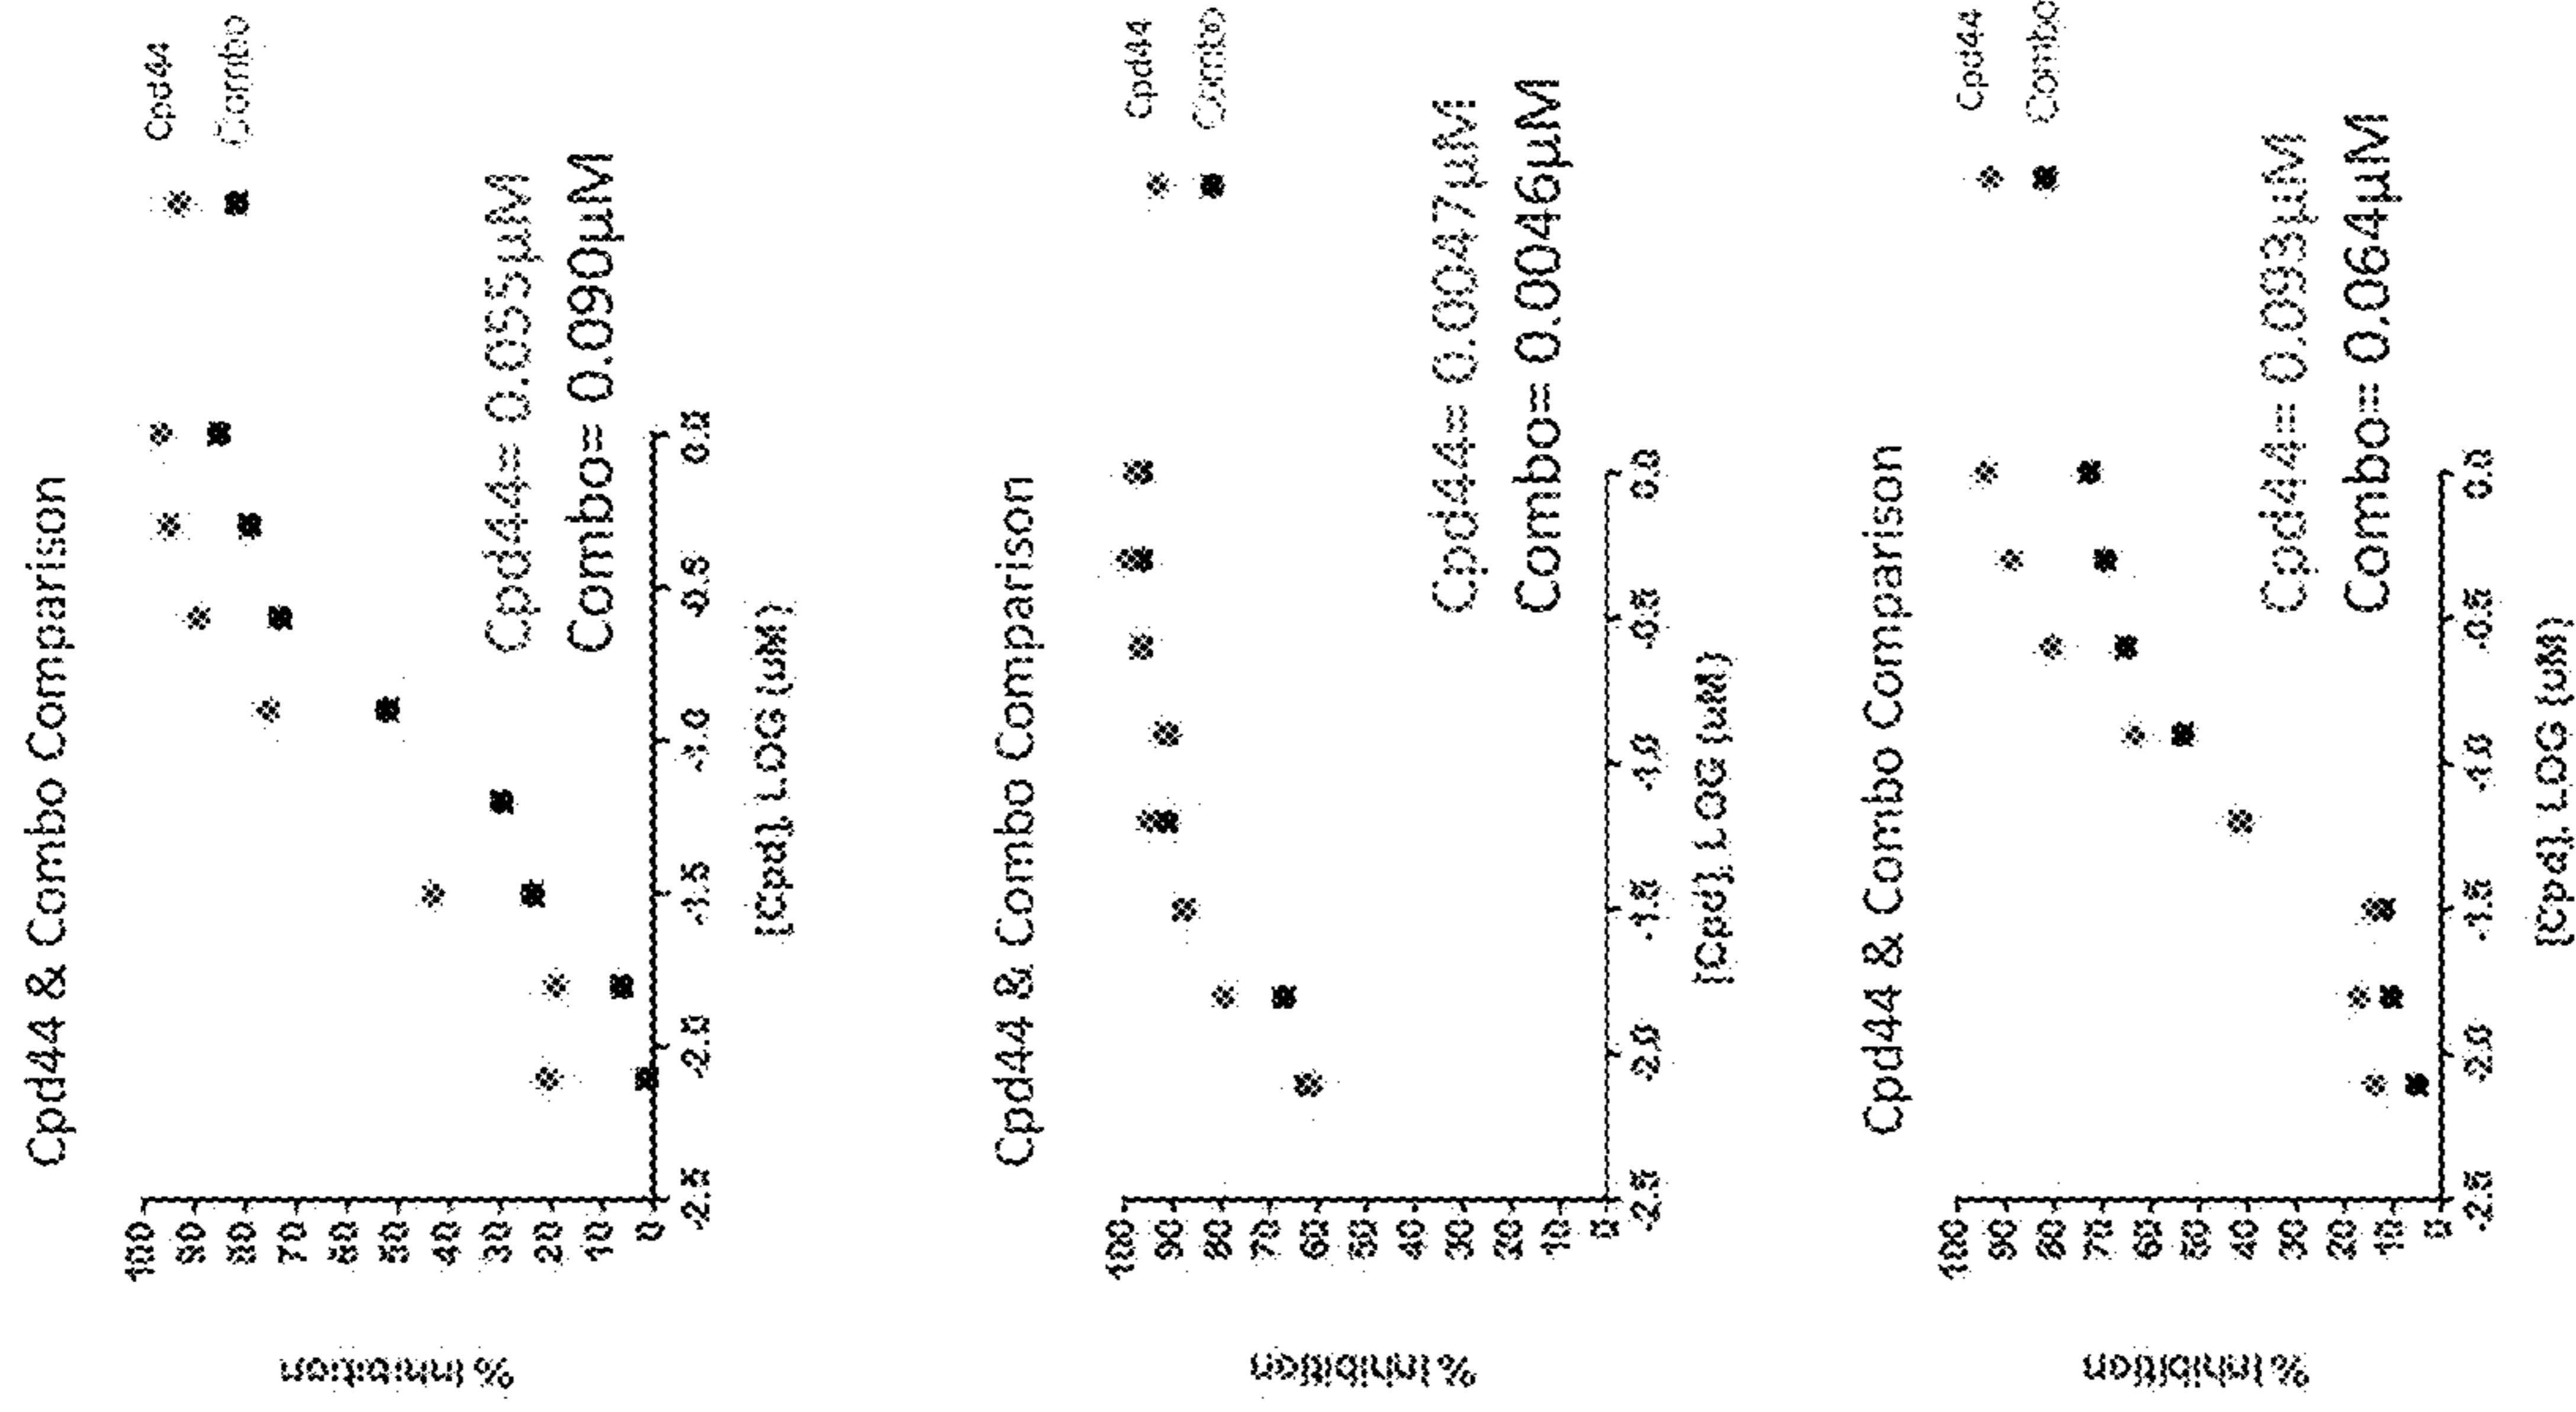 Cpd44 & Combo Comparison
% Inhibition
100
90
80
70
60
50
40
30
20
10
0
-2.5
-2.0
-1.5
-1.0
-0.5
0.0
[Cpd], LOG (uM)
Cpd44
Combo
Cpd44= 0.055µM
Combo= 0.090µM
Cpd44 & Combo Comparison
% Inhibition
100
90
80
70
60
50
40
30
20
10
0
-2.5
-2.0
-1.5
-1.0
-0.5
0.0
[Cpd], LOG (uM)
Cpd44
Combo
Cpd44= 0.0047µM
Combo= 0.0046µM
Cpd44 & Combo Comparison
% Inhibition
100
90
80
70
60
50
40
30
20
10
0
-2.5
-2.0
-1.5
-1.0
-0.5
0.0
[Cpd], LOG (uM)
Cpd44
Combo
Cpd44= 0.093µM
Combo= 0.064µM